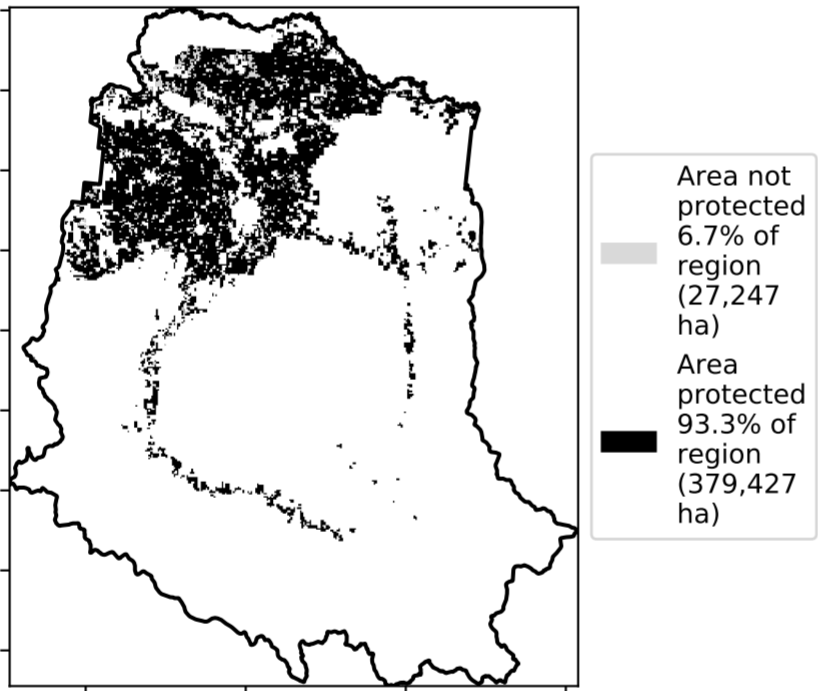 Area not
protected
6.7% of
region
(27,247
ha)
Area
protected
93.3% of
region
(379,427
ha)